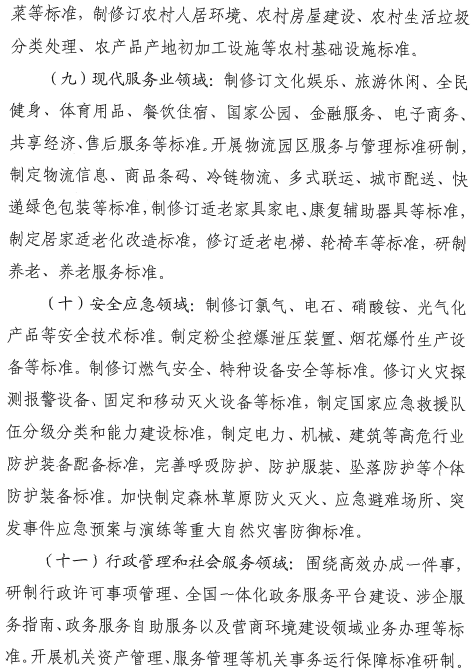 菜等标准，制修订农村人居环境、农村房屋建设、农村生活垃圾
分类处理、农产品产地初加工设施等农村基础设施标准。
（九）现代服务业领域：制修订文化娱乐、旅游休闲、全民
健身、体育用品、餐饮住宿、国家公园、金融服务、电子商务、
共享经济、售后服务等标准。开展物流园区服务与管理标准研制，
制定物流信息、商品条码、冷链物流、多式联运、城市配送、快
递绿色包装等标准，制修订适老家具家电、康复辅助器具等标准，
制定居家适老化改造标准，修订适老电梯、轮椅车等标准，研制
养老、养老服务标准。
（十）安全应急领域：制修订氯气、电石、硝酸铵、光气化
产品等安全技术标准。制定粉尘控爆泄压装置、烟花爆竹生产设
备等标准。制修订燃气安全、特种设备安全等标准。修订火灾探
测报警设备、固定和移动灭火设备等标准，制定国家应急救援队
伍分级分类和能力建设标准，制定电力、机械、建筑等高危行业
防护装备配备标准，完善呼吸防护、防护服装、坠落防护等个体
防护装备标准。加快制定森林草原防火灭火、应急避难场所、突
发事件应急预案与演练等重大自然灾害防御标准。
（十一）行政管理和社会服务领域：围绕高效办成一件事，
研制行政许可事项管理、全国一体化政务服务平台建设、涉企服
务指南、政务服务自助服务以及营商环境建设领域业务办理等标
准。开展机关资产管理、服务管理等机关事务运行保障标准研制，